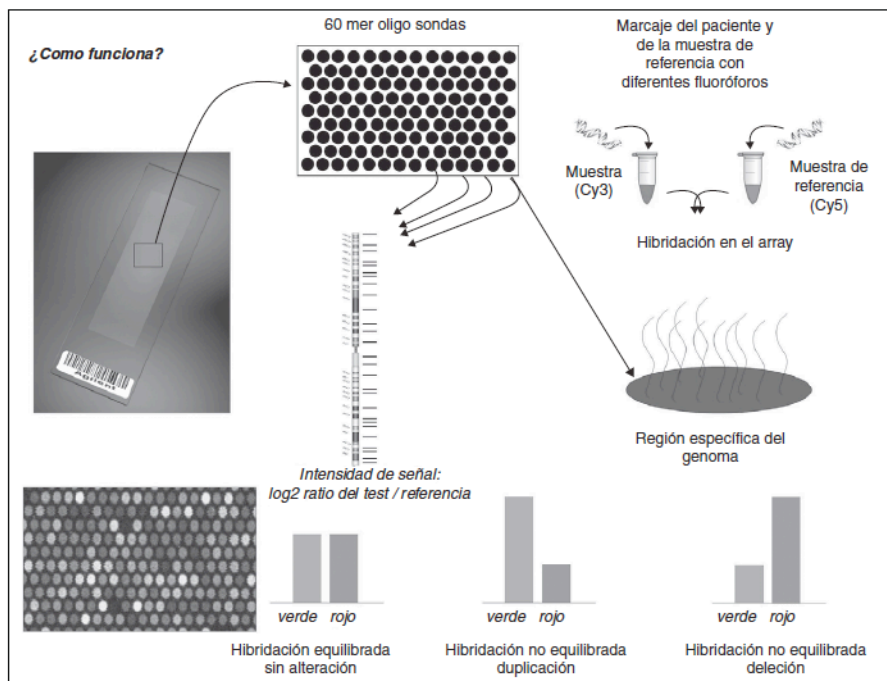 ¿Como funciona?
60 mer oligo sondas
Marcaje del paciente y
de la muestra de
referencia con
diferentes fluoróforos
Muestra
(Cy3)
Muestra de
referencia
(Cy5)
Hibridación en el array
Agilent
Región específica del
genoma
Intensidad de señal:
log2 ratio del test / referencia
verde rojo
Hibridación equilibrada
sin alteración
verde rojo
Hibridación no equilibrada
duplicación
verde rojo
Hibridación no equilibrada
deleción